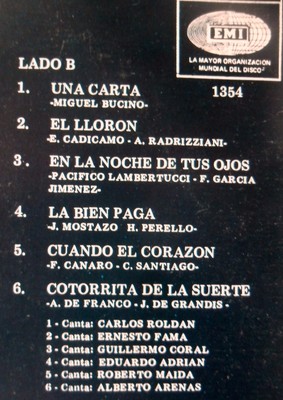 EMI
LA MAYOR ORGANIZACION
MUNDIAL DEL DISCO
LADO B
1. UNA CARTA 1354
-MIGUEL BUCINO-
2. EL LLORON
-E. CADICAMO - A. RADRIZZIANI-
3. EN LA NOCHE DE TUS OJOS
-PACIFICO LAMBERTUCCI - F. GARCIA
JIMENEZ-
4. LA BIEN PAGA
-J. MOSTAZO H. PERELLO-
5. CUANDO EL CORAZON
-F. CANARO - C. SANTIAGO-
6. COTORRITA DE LA SUERTE
-A. DE FRANCO - J. DE GRANDIS-
1 - Canta: CARLOS ROLDAN
2 - Canta: ERNESTO FAMA
3 - Canta: GUILLERMO CORAL
4 - Canta: EDUARDO ADRIAN
5 - Canta: ROBERTO MAIDA
6 - Canta: ALBERTO ARENAS